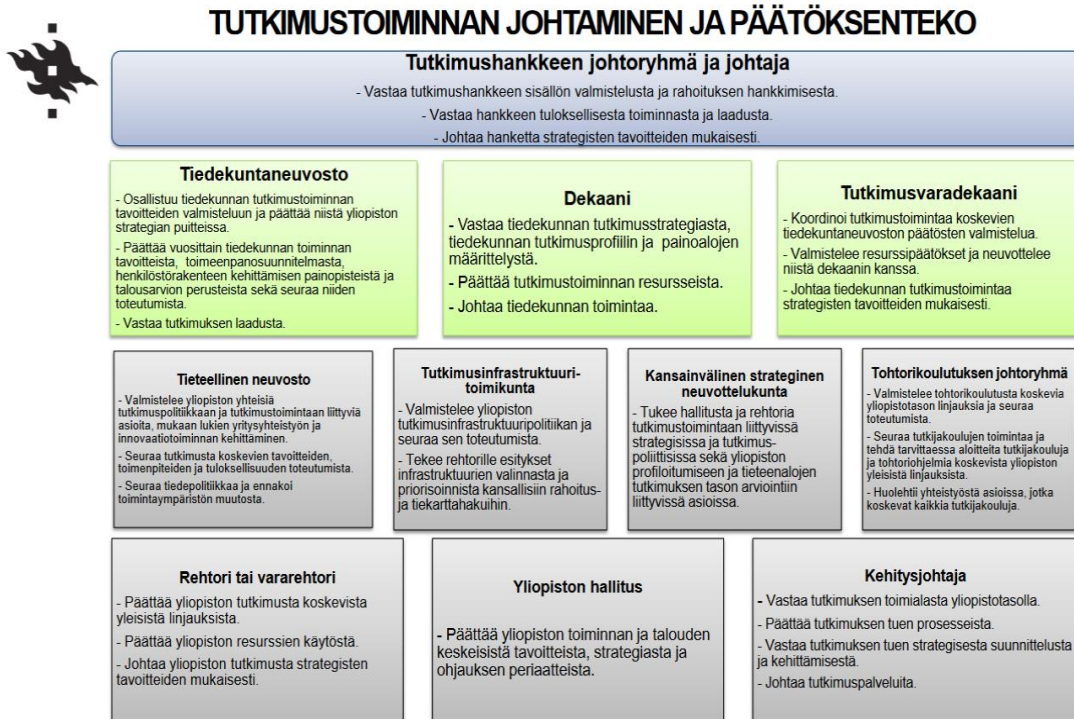 TUTKIMUSTOIMINNAN JOHTAMINEN JA PÄÄTÖKSENTEKO
Tutkimushankkeen johtoryhmä ja johtaja
- Vastaa tutkimushankkeen sisällön valmistelusta ja rahoituksen hankkimisesta.
- Vastaa hankkeen tuloksellisesta toiminnasta ja laadusta.
- Johtaa hanketta strategisten tavoitteiden mukaisesti.
Tiedekuntaneuvosto
- Osallistuu tiedekunnan tutkimustoiminnan
tavoitteiden valmisteluun ja päättää niistä yliopiston
strategian puitteissa.
- Päättää vuosittain tiedekunnan toiminnan
tavoitteista, toimeenpanosuunnitelmasta,
henkilöstörakenteen kehittämisen painopisteistä ja
talousarvion perusteista sekä seuraa niiden
toteutumista.
- Vastaa tutkimuksen laadusta.
Dekaani
- Vastaa tiedekunnan tutkimusstrategiasta,
tiedekunnan tutkimusprofiilin ja painoalojen
määrittelystä.
- Päättää tutkimustoiminnan resursseista.
- Johtaa tiedekunnan toimintaa.
Tutkimusvaradekaani
- Koordinoi tutkimustoimintaa koskevien
tiedekuntaneuvoston päätösten valmistelua.
- Valmistelee resurssipäätökset ja neuvottelee
niistä dekaanin kanssa.
- Johtaa tiedekunnan tutkimustoimintaa
strategisten tavoitteiden mukaisesti.
Tieteellinen neuvosto
- Valmistelee yliopiston yhteisiä
tutkimuspolitiikkaan ja tutkimustoimintaan liittyviä
asioita, mukaan lukien yritysyhteistyön ja
innovaatiotoiminnan kehittäminen.
- Seuraa tutkimusta koskevien tavoitteiden,
toimenpiteiden ja tuloksellisuuden toteutumista.
- Seuraa tiedepolitiikkaa ja ennakoi
toimintaympäristön muutosta.
Tutkimusinfrastruktuuri-
toimikunta
- Valmistelee yliopiston
tutkimusinfrastruktuuripolitiikan ja
seuraa sen toteutumista.
- Tekee rehtorille esitykset
infrastruktuurien valinnasta ja
priorisoinnista kansallisiin rahoitus-
ja tiekarttahakuihin.
Kansainvälinen strateginen
neuvottelukunta
- Tukee hallitusta ja rehtoria
tutkimustoimintaan liittyvissä
strategisissa ja tutkimus-
poliittisissa sekä yliopiston
profiloitumiseen ja tieteenalojen
tutkimuksen tason arviointiin
liittyvissä asioissa.
Tohtorikoulutuksen johtoryhmä
- Valmistelee tohtorikoulutusta koskevia
yliopistotason linjauksia ja seuraa
toteutumista.
- Seuraa tutkijakoulujen toimintaa ja
tehdä tarvittaessa aloitteita tutkijakouluja
ja tohtoriohjelmia koskevista yliopiston
yleisistä linjauksista.
- Huolehtii yhteistyöstä asioissa, jotka
koskevat kaikkia tutkijakouluja.
Rehtori tai vararehtori
- Päättää yliopiston tutkimusta koskevista
yleisistä linjauksista.
- Päättää yliopiston resurssien käytöstä.
- Johtaa yliopiston tutkimusta strategisten
tavoitteiden mukaisesti.
Yliopiston hallitus
- Päättää yliopiston toiminnan ja talouden
keskeisistä tavoitteista, strategiasta ja
ohjauksen periaatteista.
Kehitysjohtaja
- Vastaa tutkimuksen toimialasta yliopistotasolla.
- Päättää tutkimuksen tuen prosesseista.
- Vastaa tutkimuksen tuen strategisesta suunnittelusta
ja kehittämisestä.
- Johtaa tutkimuspalveluita.